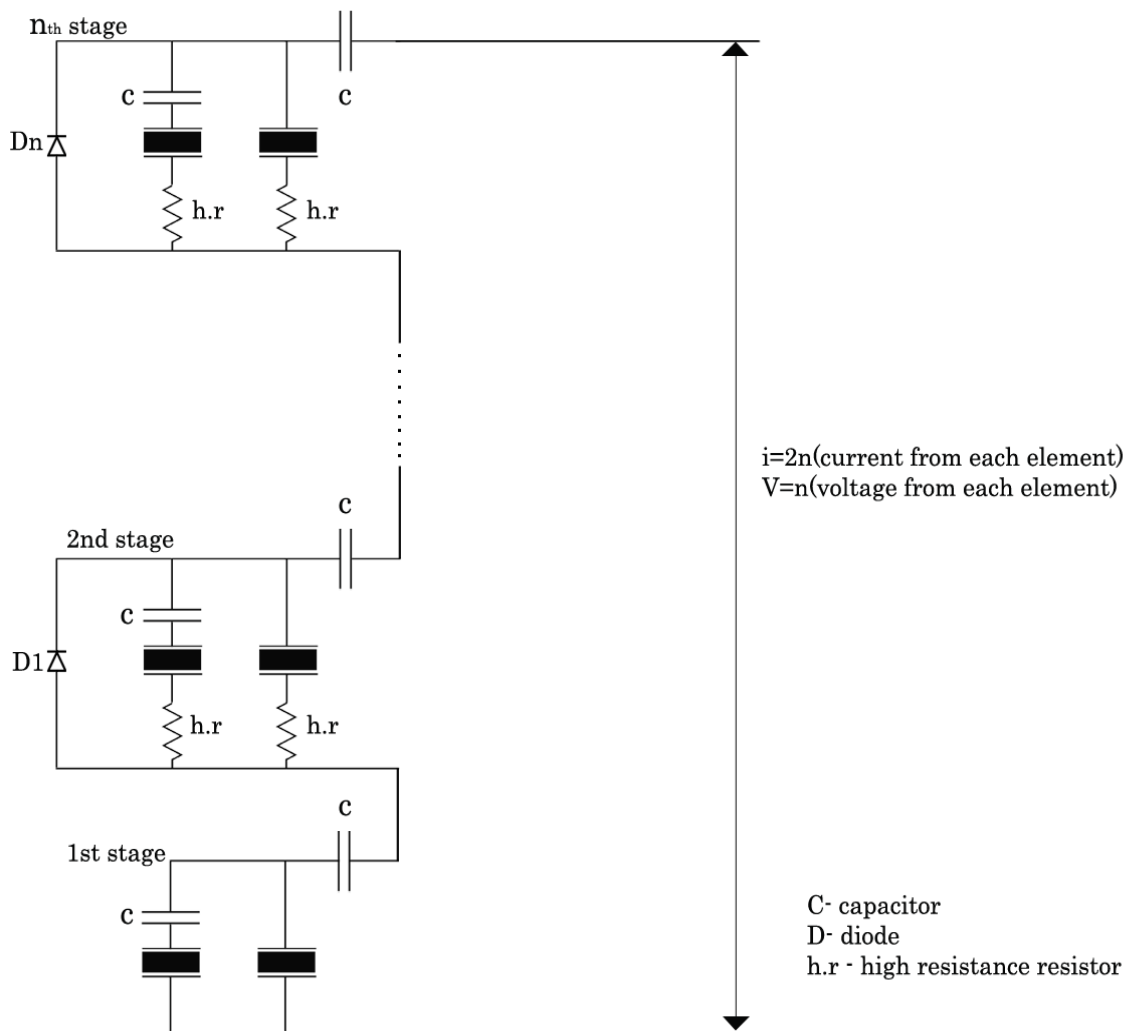 nth stage
c
c
Dn
h.r
h.r
i=2n(current from each element)
V=n(voltage from each element)
c
2nd stage
c
D1
h.r
h.r
c
1st stage
c
C- capacitor
D- diode
h.r - high resistance resistor